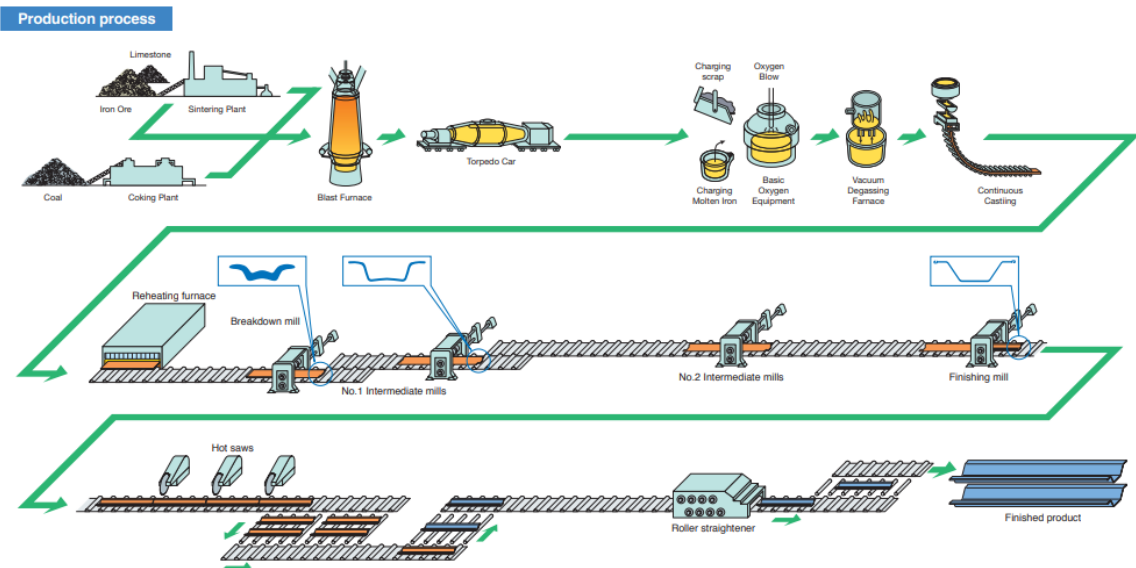 Production process
Limestone
Iron Ore
Sintering Plant
Coal
Coking Plant
Blast Furnace
Torpedo Car
Charging
scrap
Oxygen
Blow
Charging
Molten Iron
Basic
Oxygen
Equipment
Vacuum
Degassing
Farnace
Continuous
Castiing
Reheating furnace
Breakdown mill
No.1 Intermediate mills
No.2 Intermediate mills
Finishing mill
Hot saws
Roller straightener
Finished product